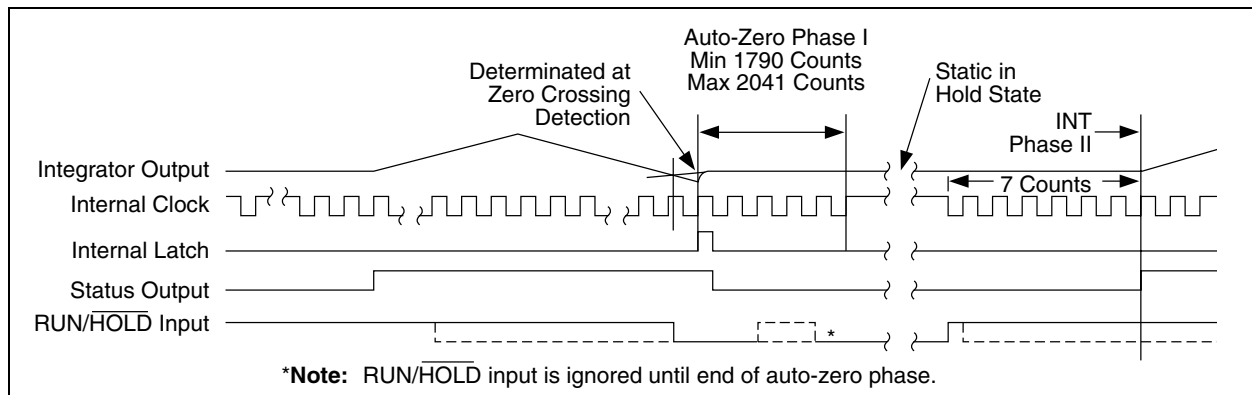 Auto-Zero Phase I
Min 1790 Counts
Max 2041 Counts
Determinated at
Zero Crossing
Detection
Static in
Hold State
INT
Phase II
Integrator Output
7 Counts
Internal Clock
Internal Latch
Status Output
RUN/HOLD Input
*
*Note: RUN/HOLD input is ignored until end of auto-zero phase.